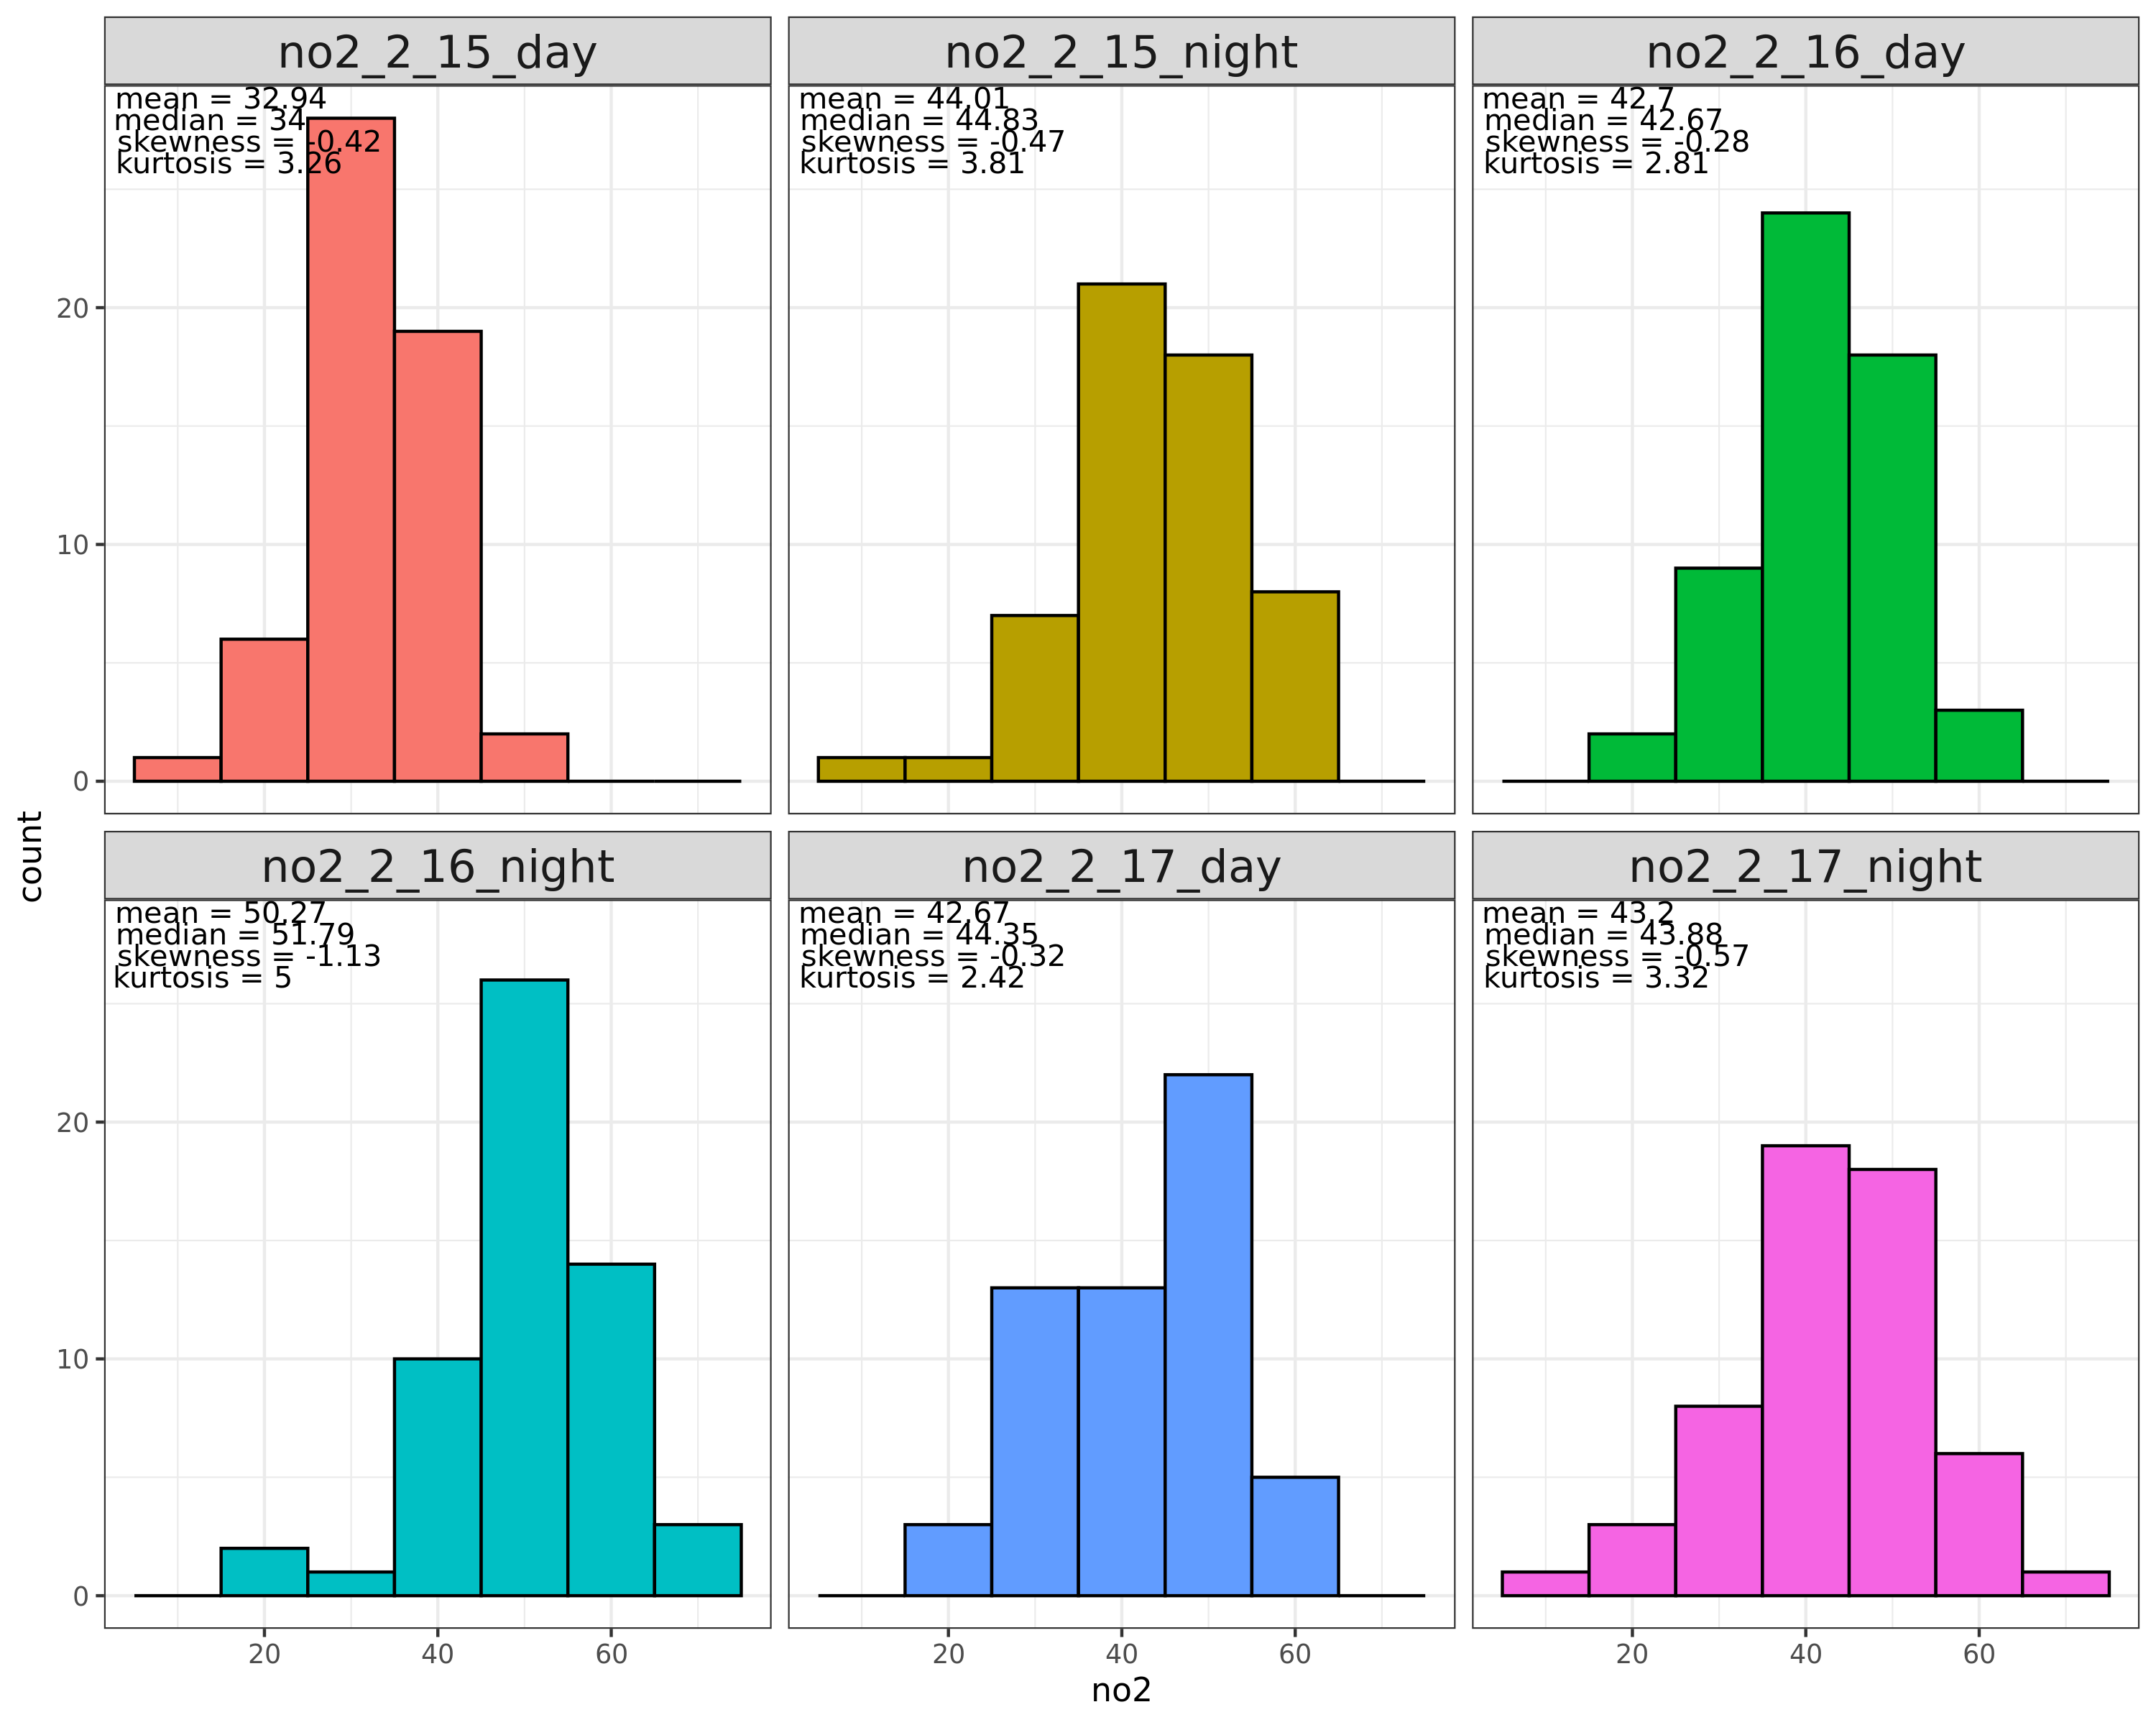 no2_2_15_day
mean = 32.94
median = 34
skewness = -0.42
kurtosis = 3.26
no2_2_15_night
mean = 44.01
median = 44.83
skewness = -0.47
kurtosis = 3.81
no2_2_16_day
mean = 42.7
median = 42.67
skewness = -0.28
kurtosis = 2.81
20
10
0
count
no2_2_16_night
mean = 50.27
median = 51.79
skewness = -1.13
kurtosis = 5
no2_2_17_day
mean = 42.67
median = 44.35
skewness = -0.32
kurtosis = 2.42
no2_2_17_night
mean = 43.2
median = 43.88
skewness = -0.57
kurtosis = 3.32
20
10
0
20 40 60
20 40 60
20 40 60
no2